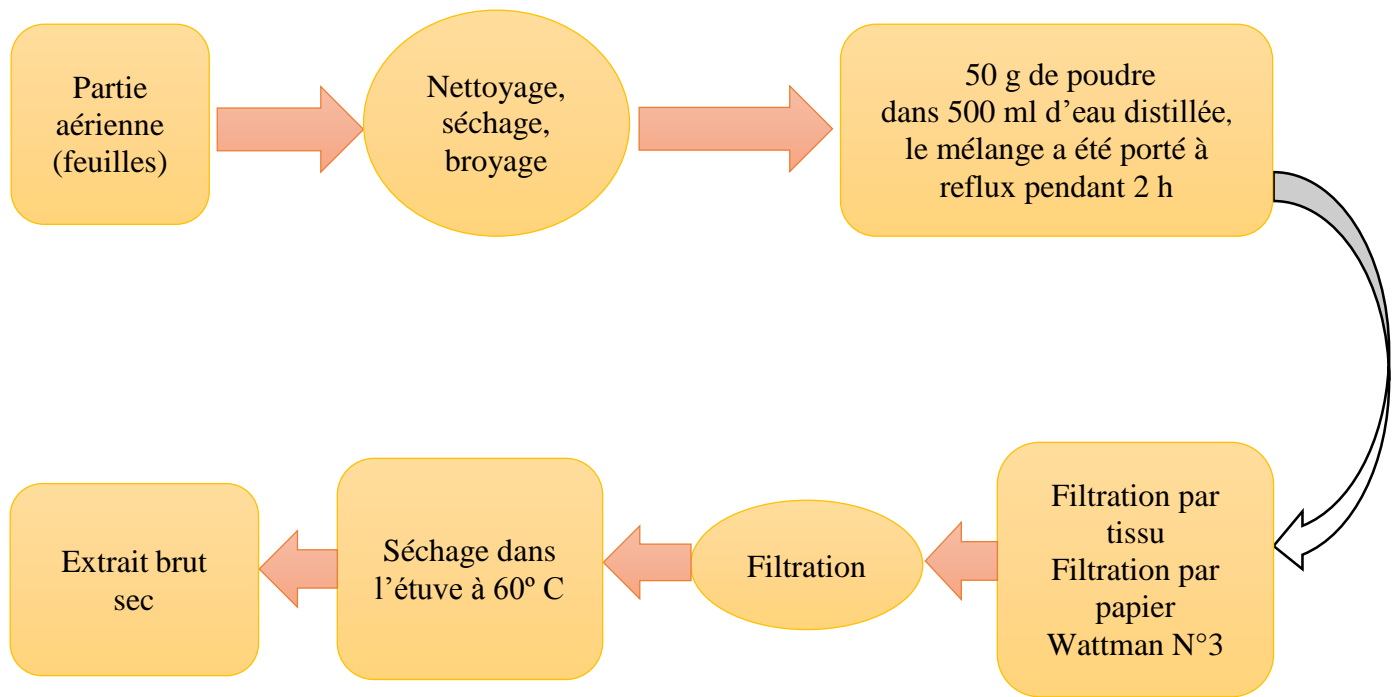 Partie
aérienne
(feuilles)
Nettoyage,
séchage,
broyage
50 g de poudre
dans 500 ml d’eau distillée,
le mélange a été porté à
reflux pendant 2 h
Filtration par
tissu
Filtration par
papier
Wattman N°3
Filtration
Séchage dans
l’étuve à 60º C
Extrait brut
sec